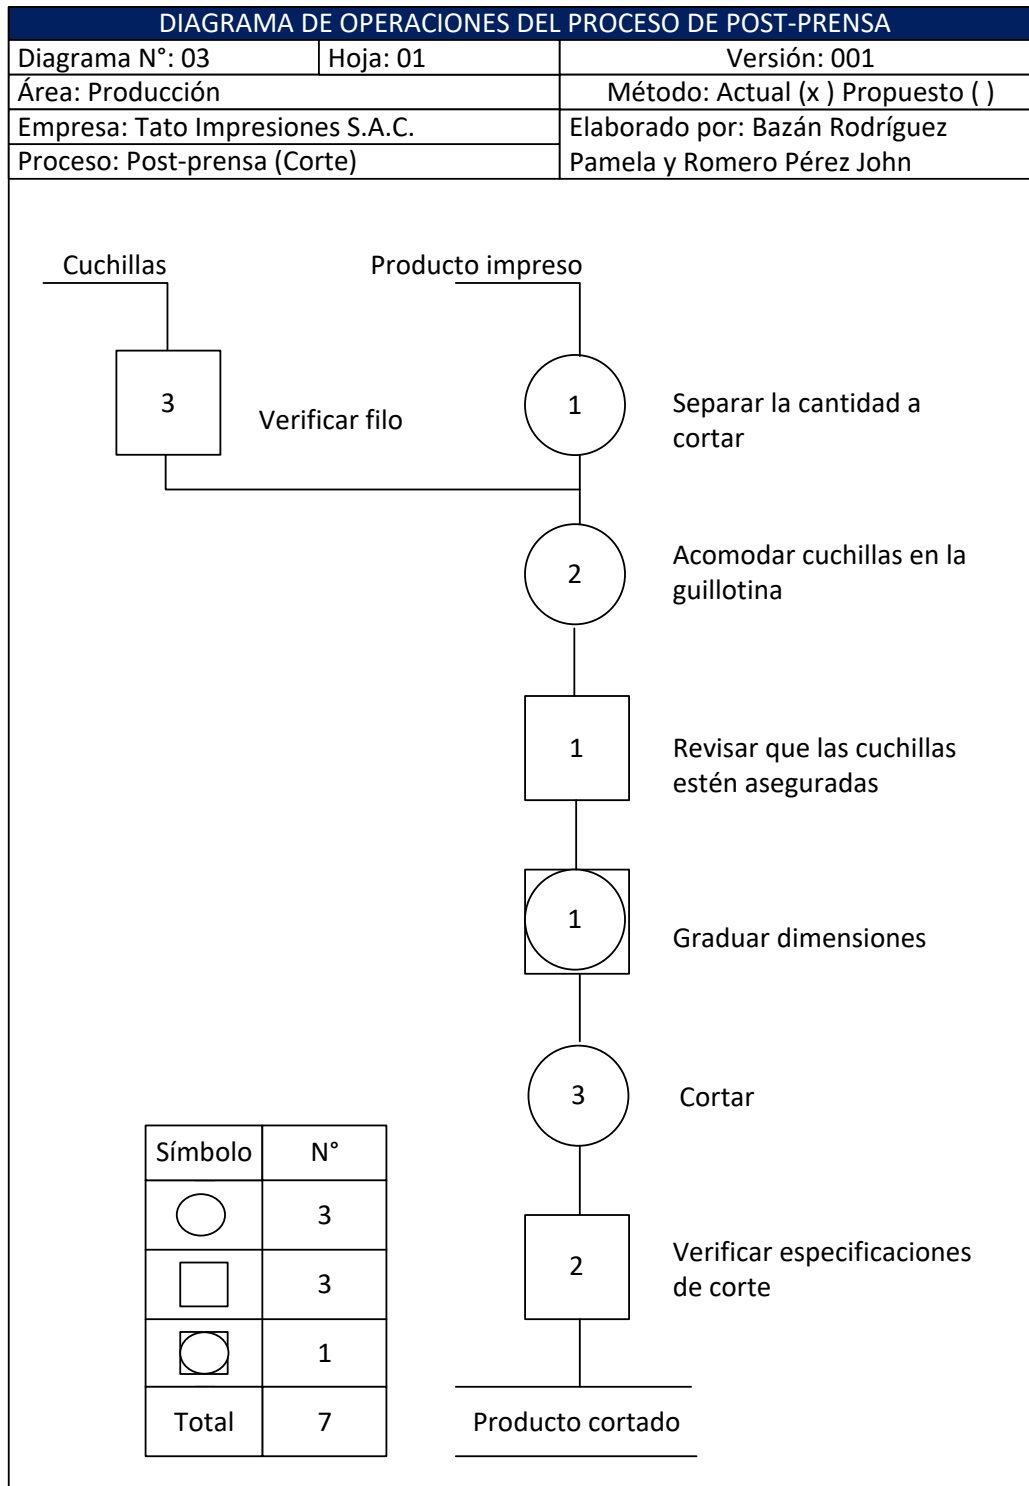 DIAGRAMA DE OPERACIONES DEL PROCESO DE POST-PRENSA
Diagrama N°: 03
Hoja: 01
Versión: 001
Área: Producción
Método: Actual (x ) Propuesto ( )
Empresa: Tato Impresiones S.A.C.
Proceso: Post-prensa (Corte)
Elaborado por: Bazán Rodríguez
Pamela y Romero Pérez John
Cuchillas
Producto impreso
3
Verificar filo
1
Separar la cantidad a
cortar
2
Acomodar cuchillas en la
guillotina
1
Revisar que las cuchillas
estén aseguradas
1
Graduar dimensiones
3
Cortar
2
Verificar especificaciones
de corte
Producto cortado
Símbolo N°
3
3
1
Total 7